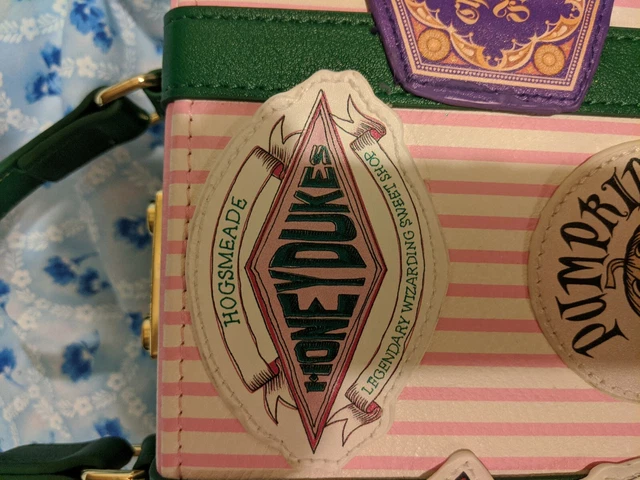 HOGSMEADE
HONEYDUKES
LEGENDARY WIZARDING SWEET SHOP